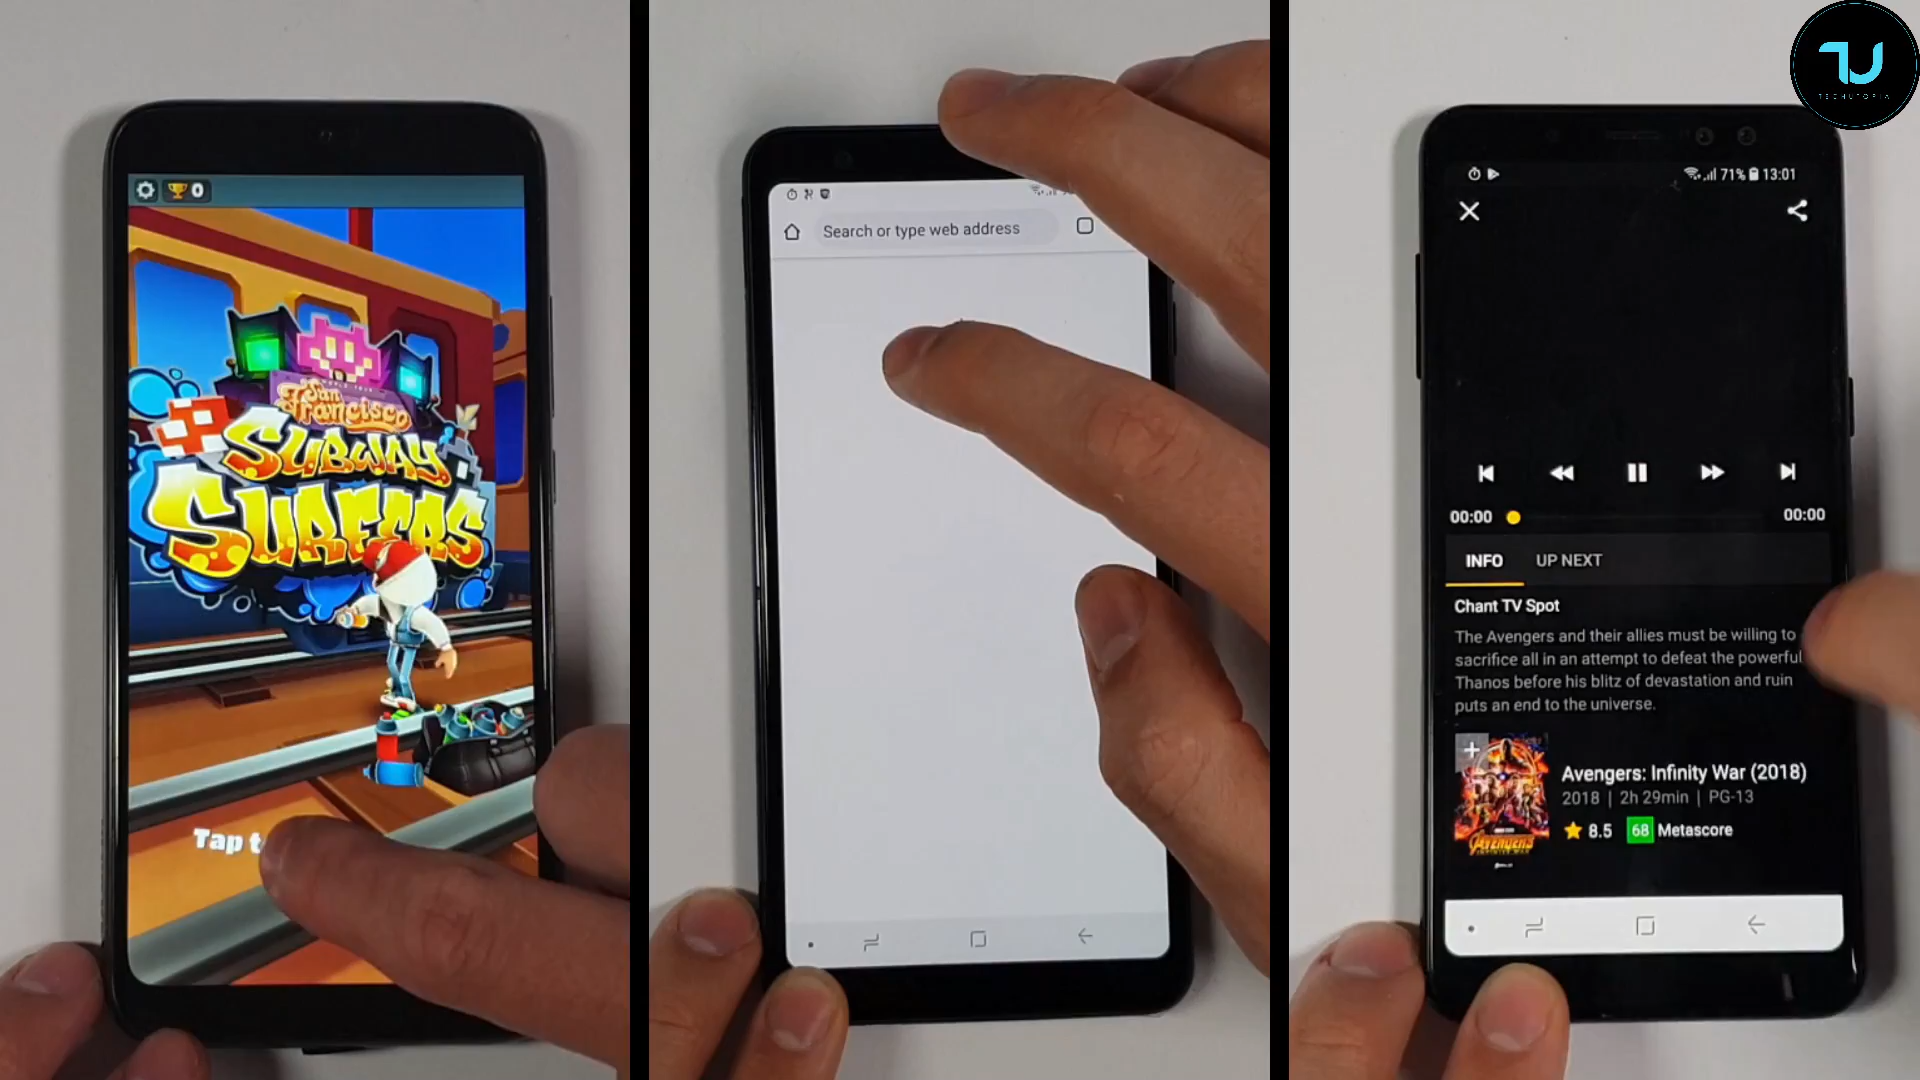 0
San
Francisco
SUBWAY
SURFERS
Tap t
Search or type web address
TECHUTOPIA
71% 13:01
00:00 00:00
INFO UP NEXT
Chant TV Spot
The Avengers and their allies must be willing to
sacrifice all in an attempt to defeat the powerful
Thanos before his blitz of devastation and ruin
puts an end to the universe.
Avengers: Infinity War (2018)
2018 | 2h 29min | PG-13
8.5 68 Metascore
AVENGERS